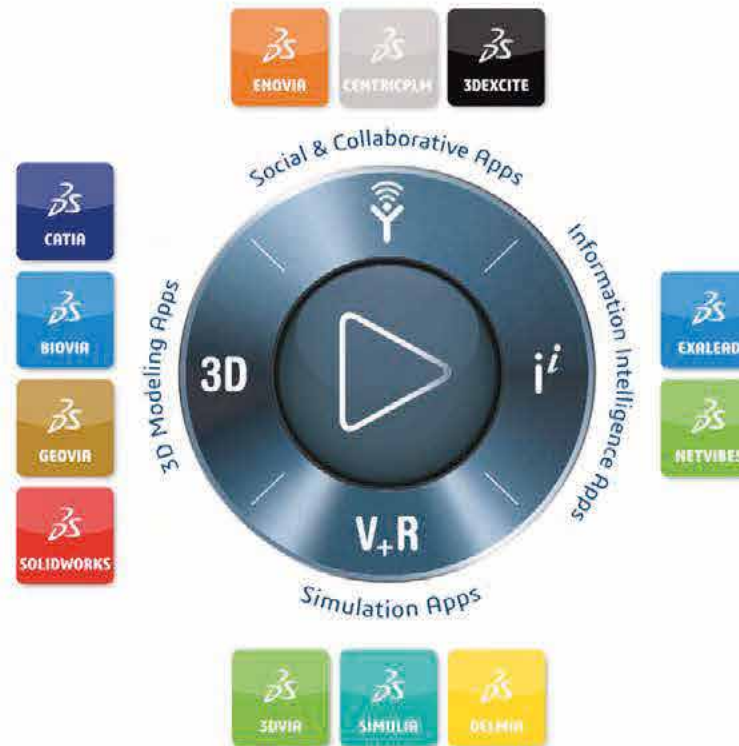 ENOVIA
CENTRICPLM
3DEXCITE
Social & Collaborative Apps
CATIA
BIOVIA
GEOVIA
SOLIDWORKS
3D Modeling Apps
3D
Information Intelligence Apps
iⁱ
EXALEAD
NETVIBES
V+R
Simulation Apps
3DVIA
SIMULIA
DELMIA